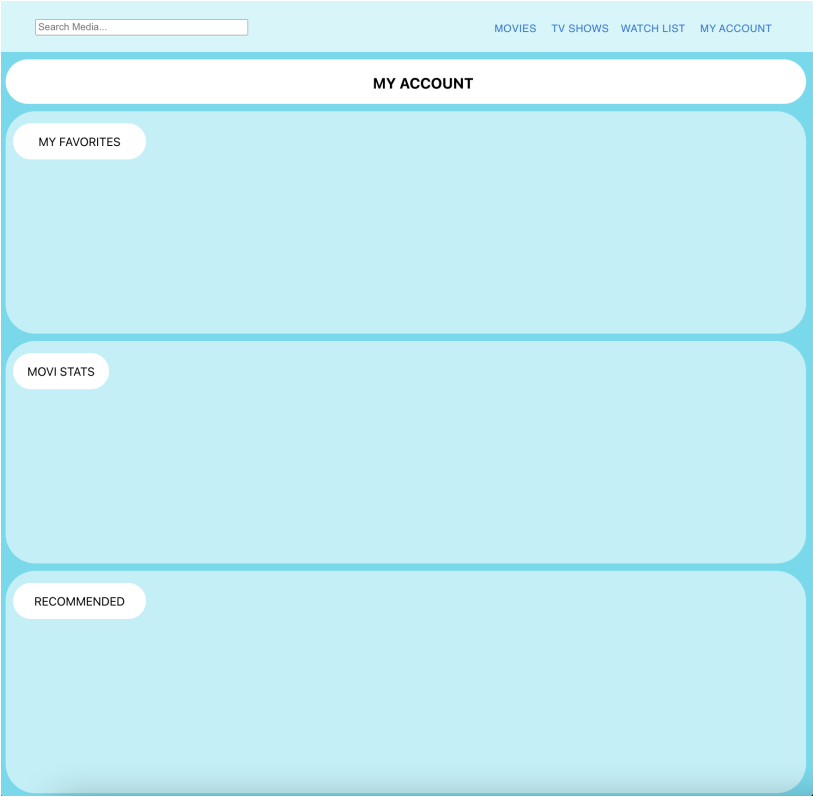 Search Media...
MOVIES TV SHOWS WATCH LIST MY ACCOUNT
MY ACCOUNT
MY FAVORITES
MOVI STATS
RECOMMENDED